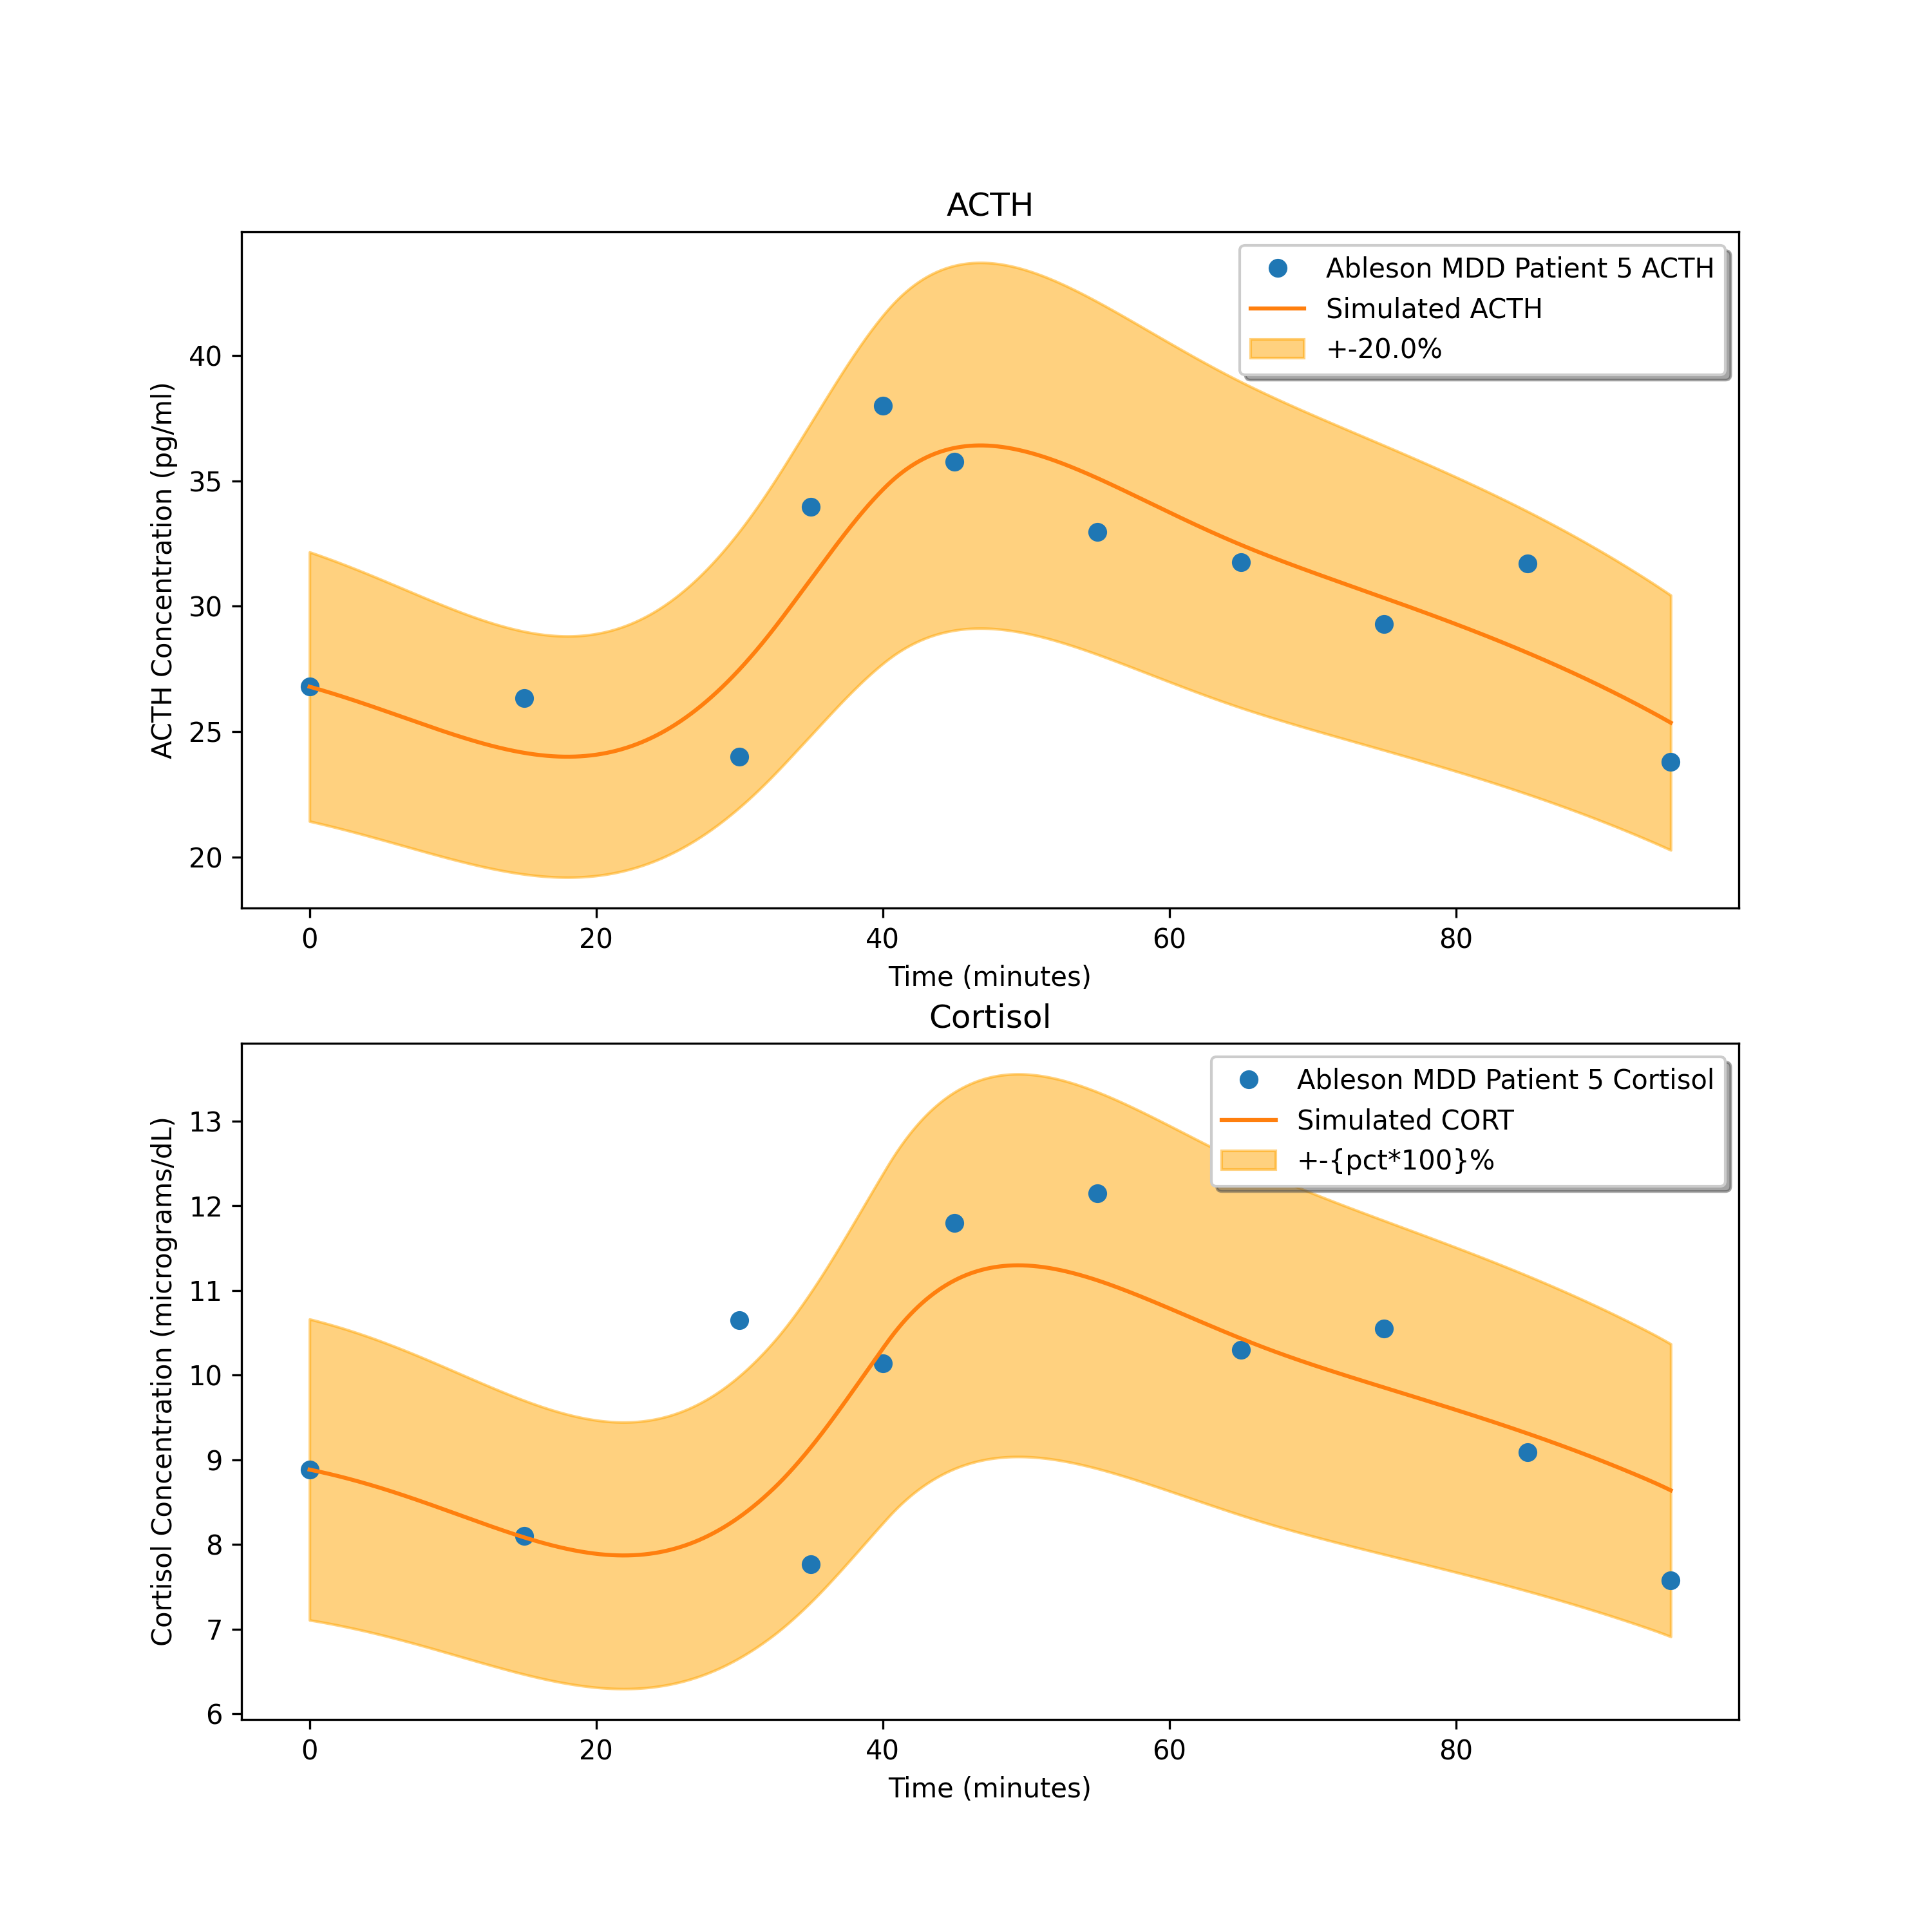 ACTH
Ableson MDD Patient 5 ACTH
Simulated ACTH
+-20.0%
ACTH Concentration (pg/ml)
40
35
30
25
20
0 20 40 60 80
Time (minutes)
Cortisol
Ableson MDD Patient 5 Cortisol
Simulated CORT
+-{pct*100}%
Cortisol Concentration (micrograms/dL)
13
12
11
10
9
8
7
6
0 20 40 60 80
Time (minutes)